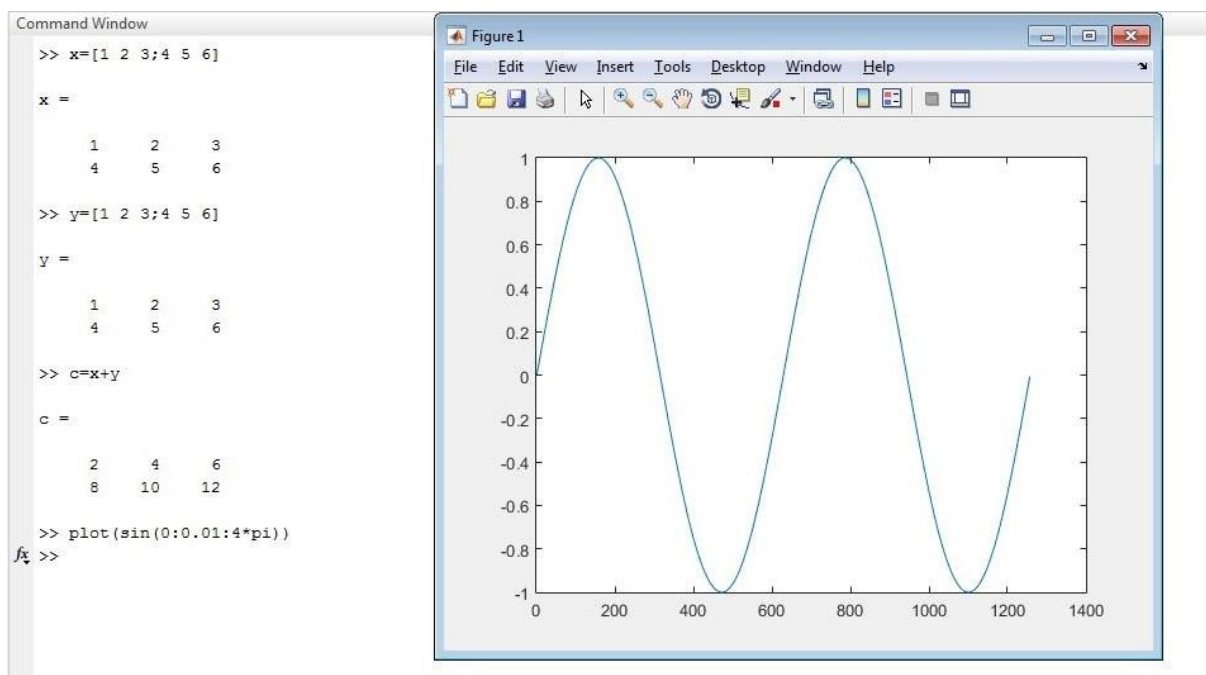 Command Window
>> x=[1 2 3;4 5 6]
x =
1 2 3
4 5 6
>> y=[1 2 3;4 5 6]
y =
1 2 3
4 5 6
>> c=x+y
c =
2 4 6
8 10 12
>> plot(sin(0:0.01:4*pi))
fx >>
Figure 1
File Edit View Insert Tools Desktop Window Help
1
0.8
0.6
0.4
0.2
0
-0.2
-0.4
-0.6
-0.8
-1
0 200 400 600 800 1000 1200 1400